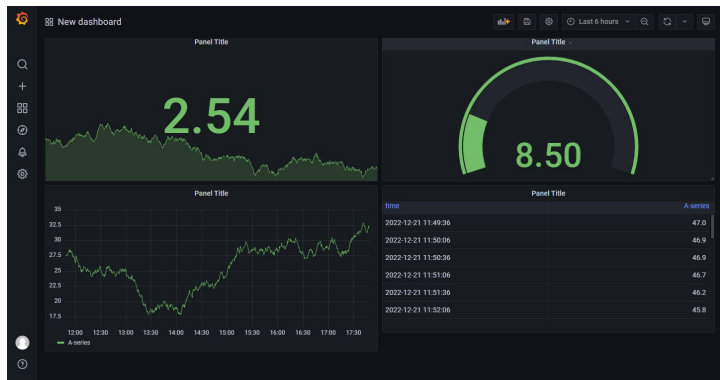 New dashboard
Last 6 hours
Panel Title
2.54
Panel Title
8.50
Panel Title
35
32.5
30
27.5
25
22.5
20
17.5
12:00 12:30 13:00 13:30 14:00 14:30 15:00 15:30 16:00 16:30 17:00 17:30
A-series
Panel Title
time A-series
2022-12-21 11:49:36 47.0
2022-12-21 11:50:06 46.9
2022-12-21 11:50:36 46.9
2022-12-21 11:51:06 46.7
2022-12-21 11:51:36 46.2
2022-12-21 11:52:06 45.8